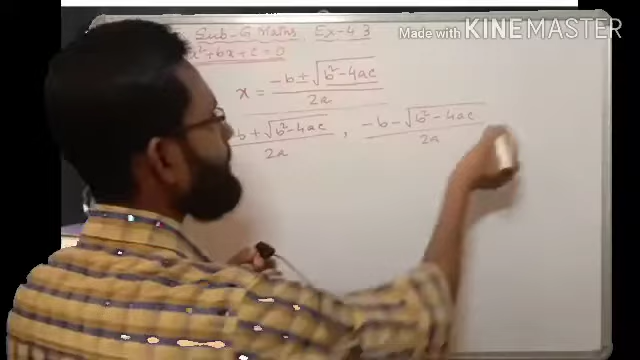 Made with KINEMASTER
Sub-G Maths, Ex-4.3
x²+bx+c=0
x = -b ± √b²-4ac / 2a
b + √b²-4ac / 2a , -b - √b²-4ac / 2a